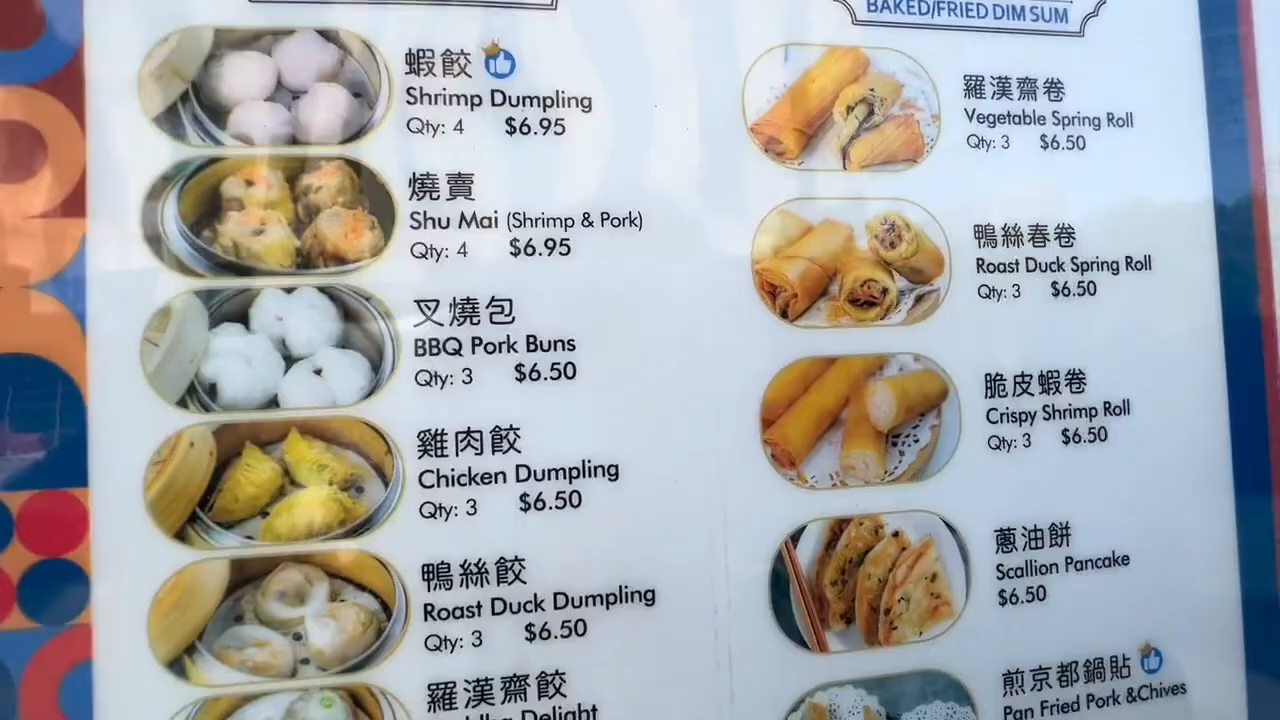 蝦餃
Shrimp Dumpling
Qty: 4 $6.95
燒賣
Shu Mai (Shrimp & Pork)
Qty: 4 $6.95
叉燒包
BBQ Pork Buns
Qty: 3 $6.50
雞肉餃
Chicken Dumpling
Qty: 3 $6.50
鴨絲餃
Roast Duck Dumpling
Qty: 3 $6.50
羅漢齋餃
Delight
BAKED/FRIED DIM SUM
羅漢齋卷
Vegetable Spring Roll
Qty: 3 $6.50
鴨絲春卷
Roast Duck Spring Roll
Qty: 3 $6.50
脆皮蝦卷
Crispy Shrimp Roll
Qty: 3 $6.50
蔥油餅
Scallion Pancake
$6.50
煎京都鍋貼
Pan Fried Pork &Chives